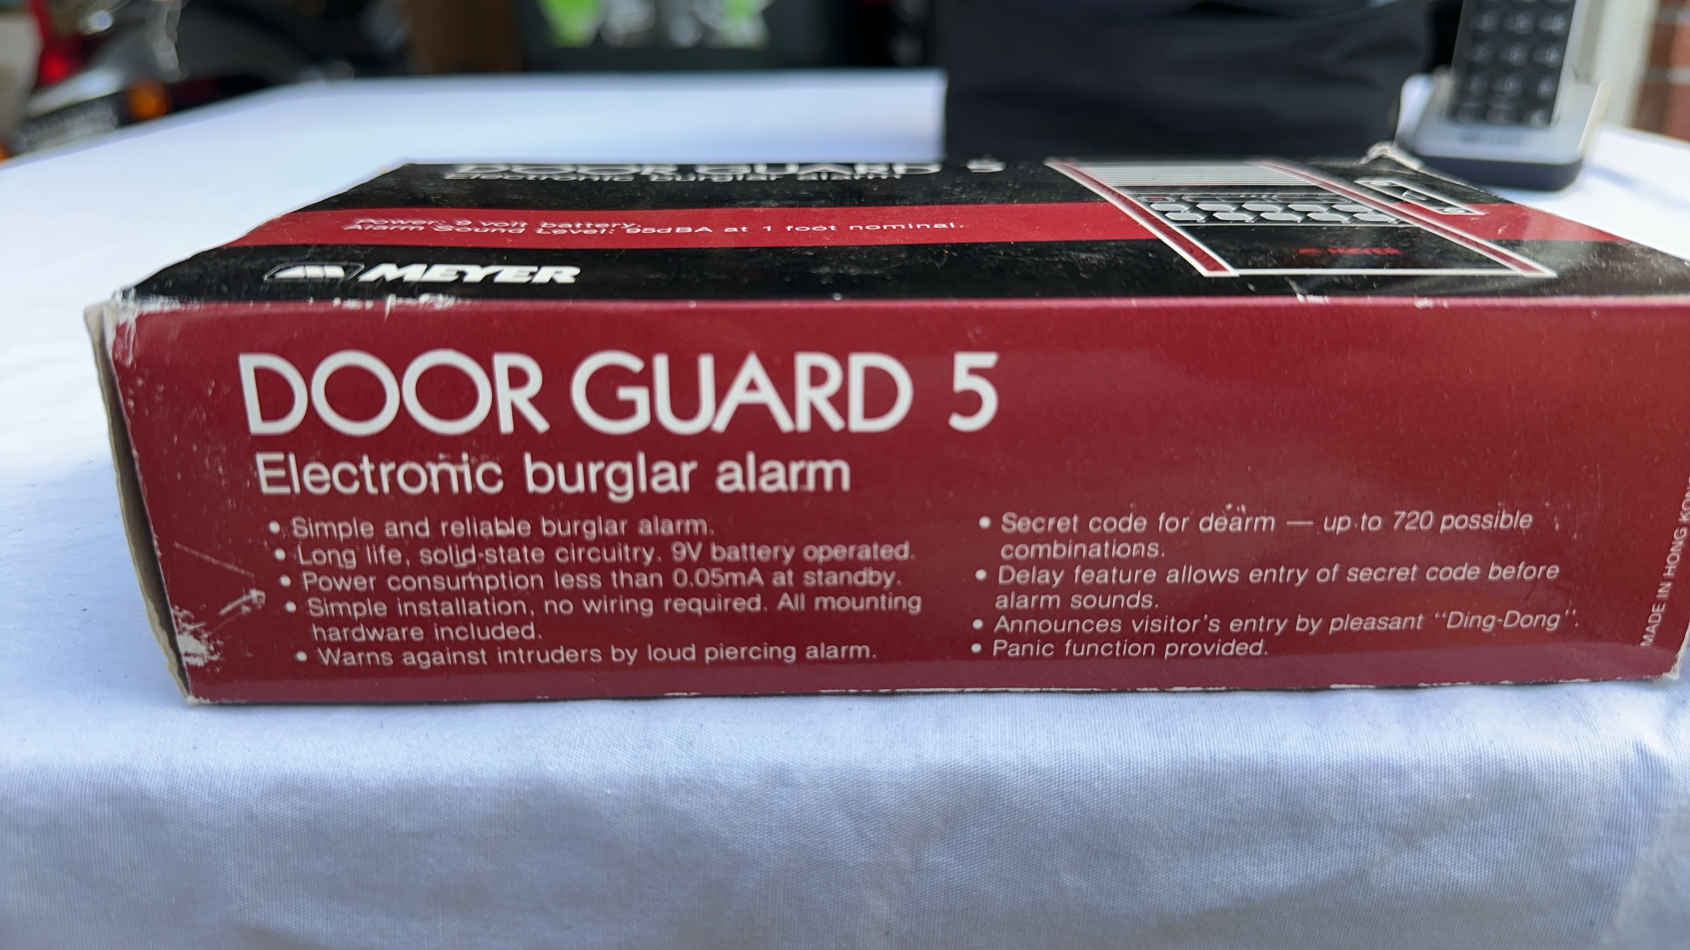 DOOR GUARD 5
Electronic burglar alarm
Power: 9 volt battery.
Alarm Sound Level: 95dBA at 1 foot nominal.
MEYER
DOOR GUARD 5
Electronic burglar alarm
• Simple and reliable burglar alarm.
• Long life, solid-state circuitry. 9V battery operated.
• Power consumption less than 0.05mA at standby.
• Simple installation, no wiring required. All mounting
hardware included.
• Warns against intruders by loud piercing alarm.
• Secret code for dearm — up to 720 possible
combinations.
• Delay feature allows entry of secret code before
alarm sounds.
• Announces visitor's entry by pleasant "Ding-Dong".
• Panic function provided.
MADE IN HONG KONG